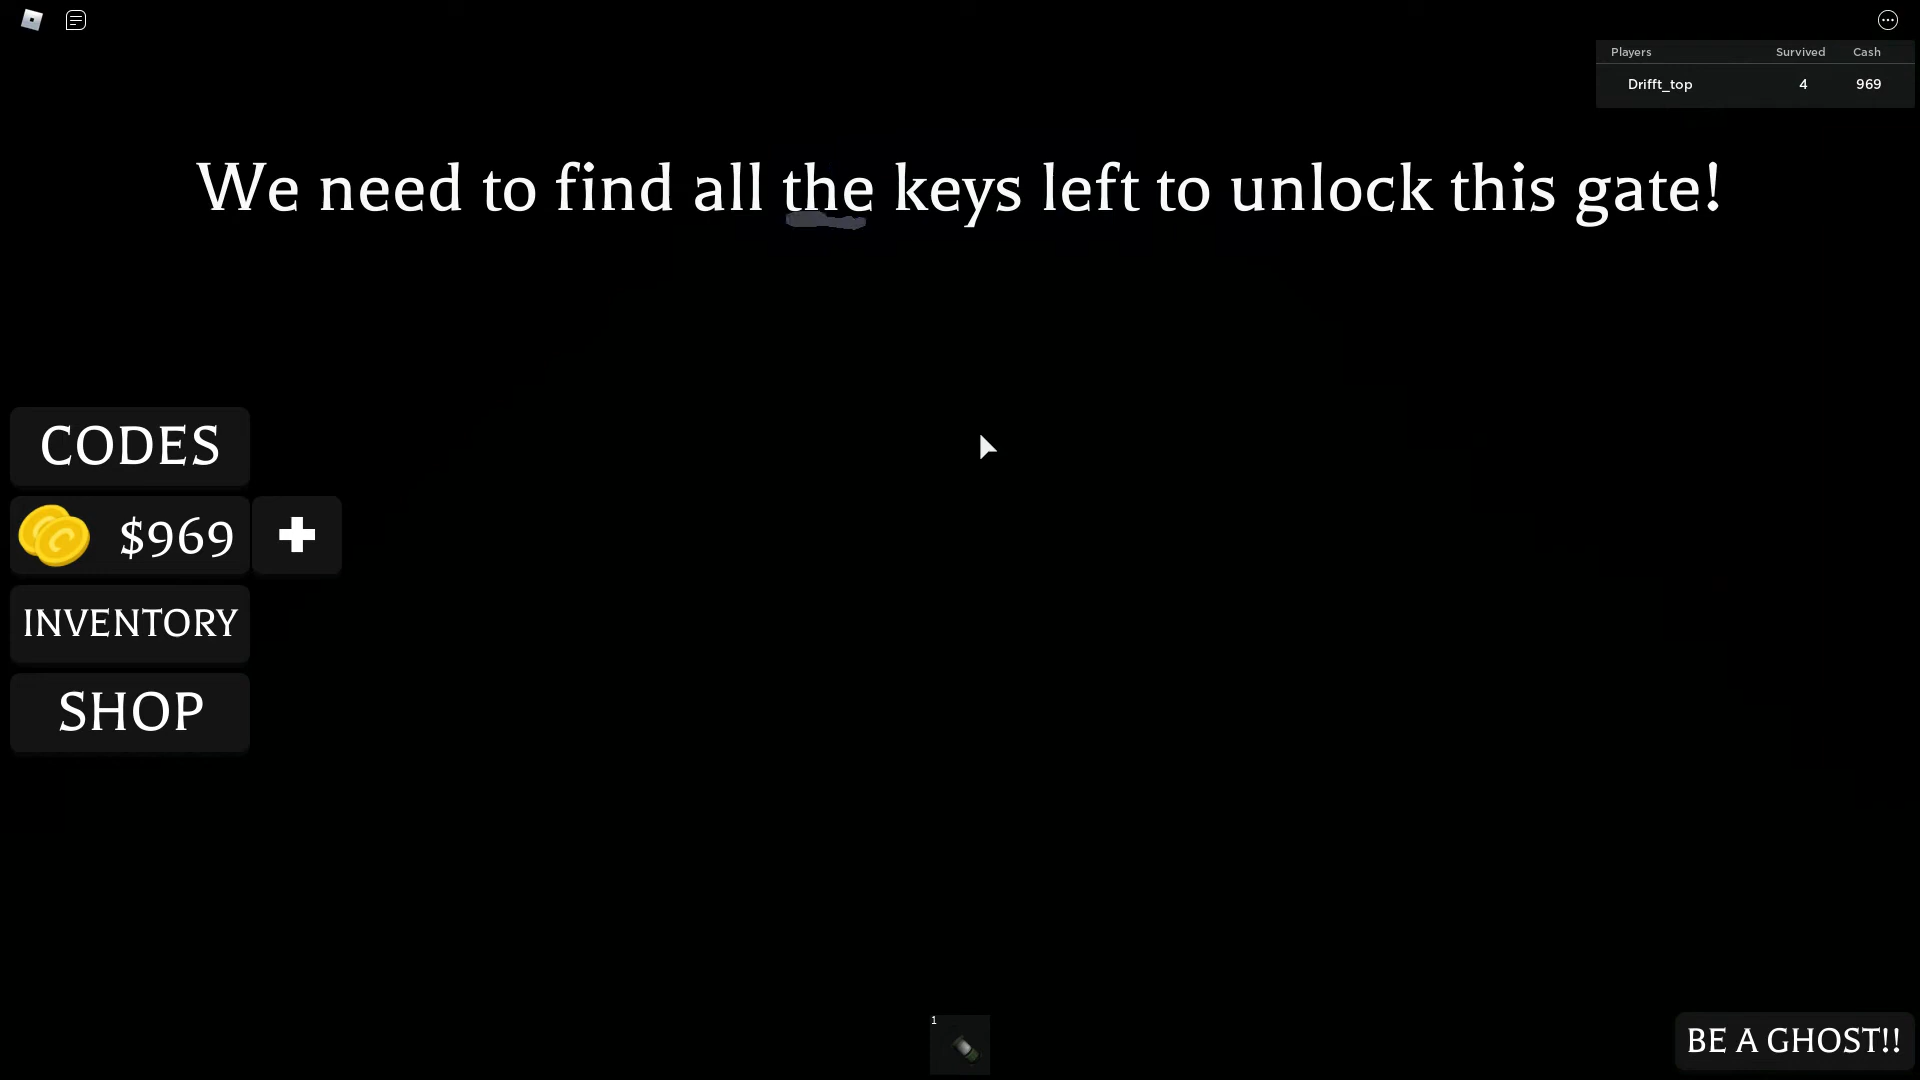 Players Survived Cash
Drifft_top 4 969
We need to find all the keys left to unlock this gate!
CODES
$969
INVENTORY
SHOP
1
BE A GHOST!!